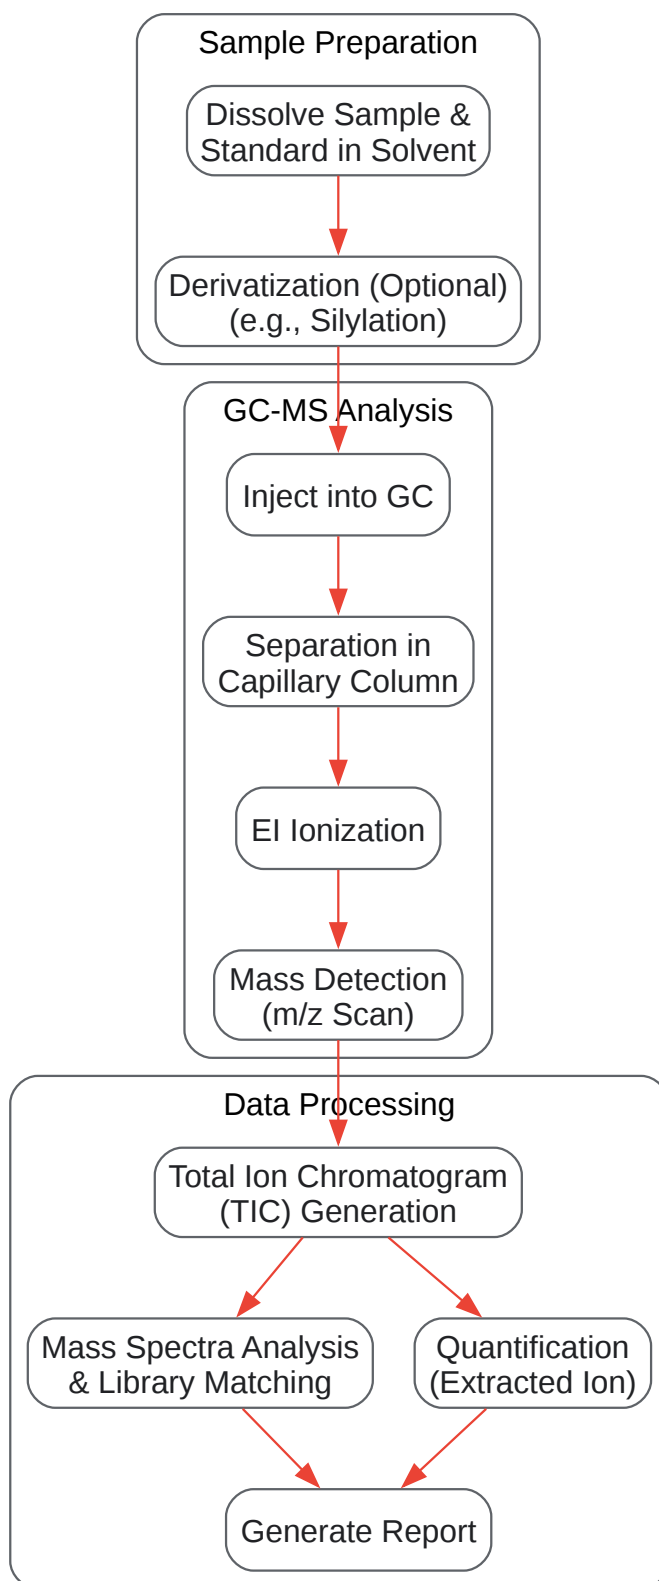 Sample Preparation
Dissolve Sample &
Standard in Solvent
Derivatization (Optional)
(e.g., Silylation)
GC-MS Analysis
Inject into GC
Separation in
Capillary Column
EI Ionization
Mass Detection
(m/z Scan)
Data Processing
Total Ion Chromatogram
(TIC) Generation
Mass Spectra Analysis
& Library Matching
Quantification
(Extracted Ion)
Generate Report